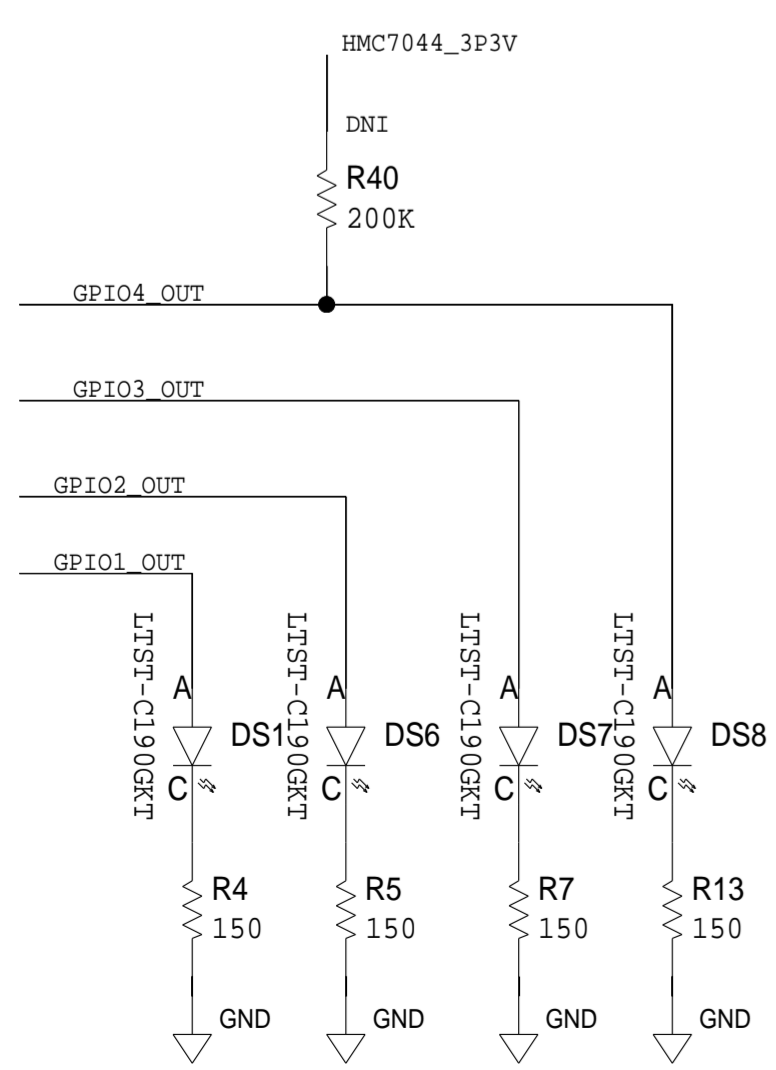 HMC7044_3P3V
DNI
R40
200K
GPIO4_OUT
GPIO3_OUT
GPIO2_OUT
GPIO1_OUT
LTST-C190GKT
LTST-C190GKT
LTST-C190GKT
LTST-C190GKT
A
A
A
A
DS1
DS6
DS7
DS8
C
C
C
C
R4
150
R5
150
R7
150
R13
150
GND
GND
GND
GND